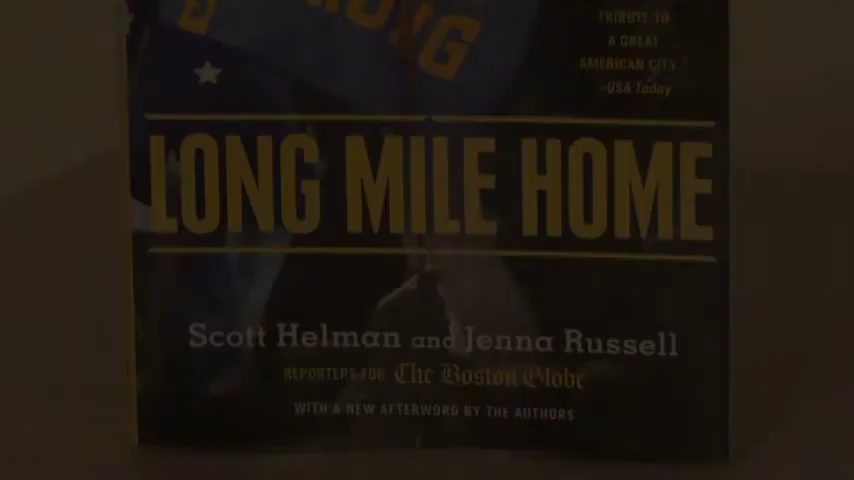 TRIBUTE TO
A GREAT
AMERICAN CITY
-USA Today
LONG MILE HOME
Scott Helman and Jenna Russell
REPORTERS FOR The Boston Globe
WITH A NEW AFTERWORD BY THE AUTHORS